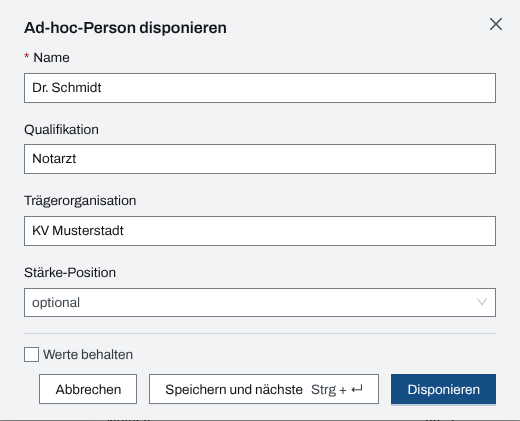 Ad-hoc-Person disponieren
* Name
Dr. Schmidt
Qualifikation
Notarzt
Trägerorganisation
KV Musterstadt
Stärke-Position
optional
Werte behalten
Abbrechen
Speichern und nächste Strg + ↵
Disponieren